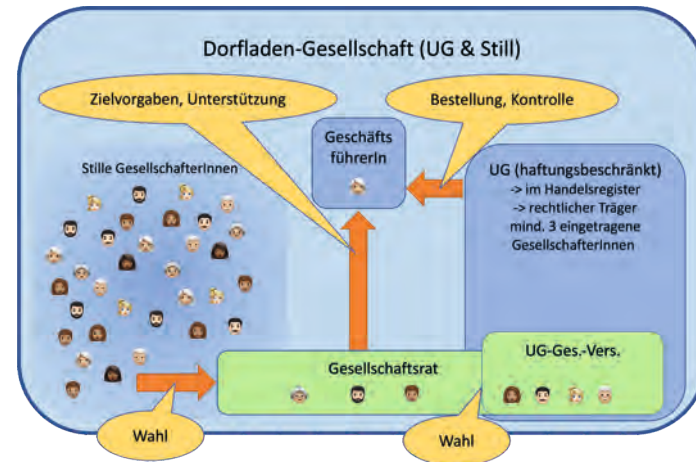 Dorfladen-Gesellschaft (UG & Still)
Zielvorgaben, Unterstützung
Bestellung, Kontrolle
Geschäfts
führerIn
Stille GesellschafterInnen
UG (haftungsbeschränkt)
-> im Handelsregister
-> rechtlicher Träger
mind. 3 eingetragene
GesellschafterInnen
Gesellschaftsrat
UG-Ges.-Vers.
Wahl
Wahl